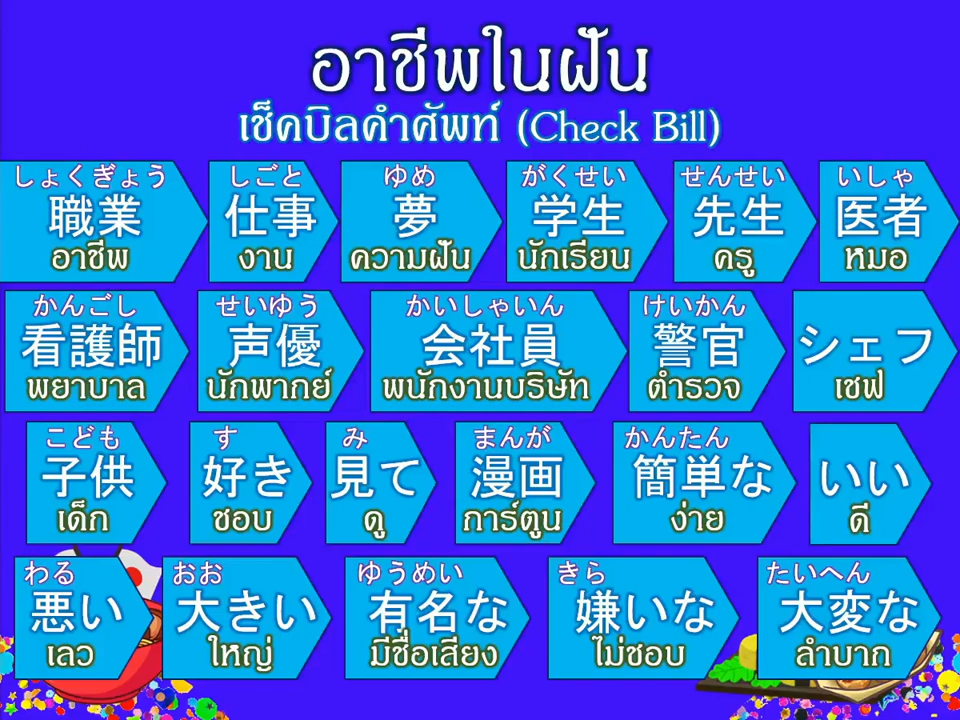 อาชีพในฝัน
เช็คบิลคำศัพท์ (Check Bill)
しょくぎょう
職業
อาชีพ
しごと
仕事
งาน
ゆめ
夢
ความฝัน
がくせい
学生
นักเรียน
せんせい
先生
ครู
いしゃ
医者
หมอ
かんごし
看護師
พยาบาล
せいゆう
声優
นักพากย์
かいしゃいん
会社員
พนักงานบริษัท
けいかん
警官
ตำรวจ
シェフ
เชฟ
こども
子供
เด็ก
す
好き
ชอบ
み
見て
ดู
まんが
漫画
การ์ตูน
かんたん
簡単な
ง่าย
いい
ดี
わる
悪い
เลว
おお
大きい
ใหญ่
ゆうめい
有名な
มีชื่อเสียง
きら
嫌いな
ไม่ชอบ
たいへん
大変な
ลำบาก